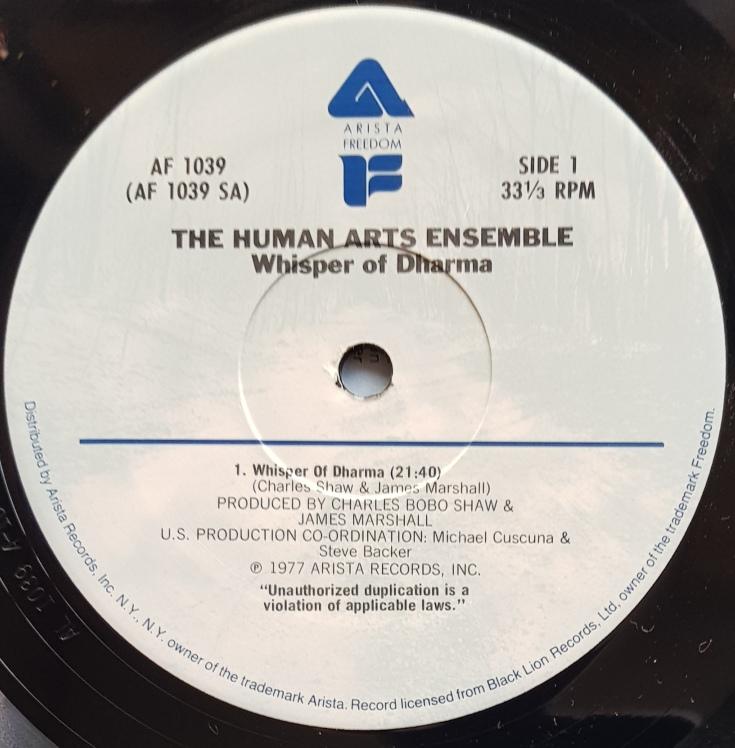 ARISTA
FREEDOM
AF 1039
(AF 1039 SA)
SIDE 1
33⅓ RPM
THE HUMAN ARTS ENSEMBLE
Whisper of Dharma
1. Whisper Of Dharma (21:40)
(Charles Shaw & James Marshall)
PRODUCED BY CHARLES BOBO SHAW &
JAMES MARSHALL
U.S. PRODUCTION CO-ORDINATION: Michael Cuscuna &
Steve Backer
℗ 1977 ARISTA RECORDS, INC.
"Unauthorized duplication is a
violation of applicable laws."
Distributed by Arista Records, Inc. N.Y., N.Y. owner of the trademark Arista. Record licensed from Black Lion Records, Ltd. owner of the trademark Freedom.